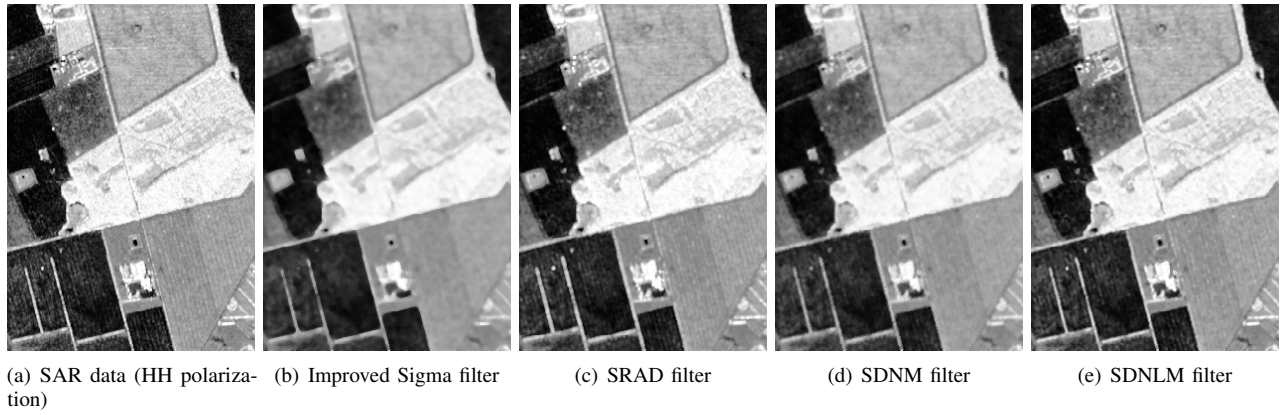 (a) SAR data (HH polariza-
tion)
(b) Improved Sigma filter
(c) SRAD filter
(d) SDNM filter
(e) SDNLM filter